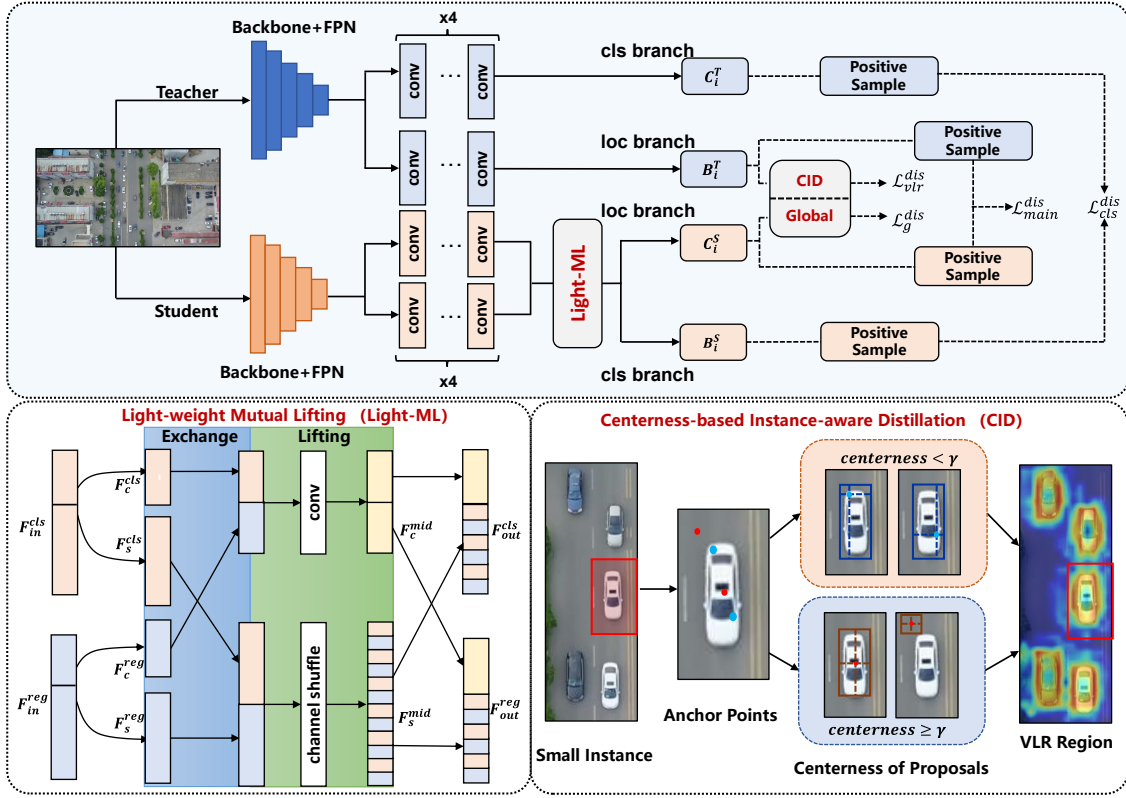 x4
Backbone+FPN
cls branch
conv
...
conv
C_i^T
Positive
Sample
Teacher
loc branch
conv
...
conv
B_i^T
Positive
Sample
CID
L_vlr^dis
Global
L_g^dis
L_main^dis
L_cls^dis
loc branch
conv
...
conv
C_i^S
Positive
Sample
Light-ML
Student
conv
...
conv
B_i^S
Positive
Sample
Backbone+FPN
x4
cls branch
Light-weight Mutual Lifting (Light-ML)
Exchange
Lifting
F_in^cls
F_c^cls
F_s^cls
conv
F_c^mid
F_out^cls
F_in^reg
F_c^reg
F_s^reg
channel shuffle
F_s^mid
F_out^reg
Centerness-based Instance-aware Distillation (CID)
centerness < γ
centerness ≥ γ
Small Instance
Anchor Points
Centerness of Proposals
VLR Region